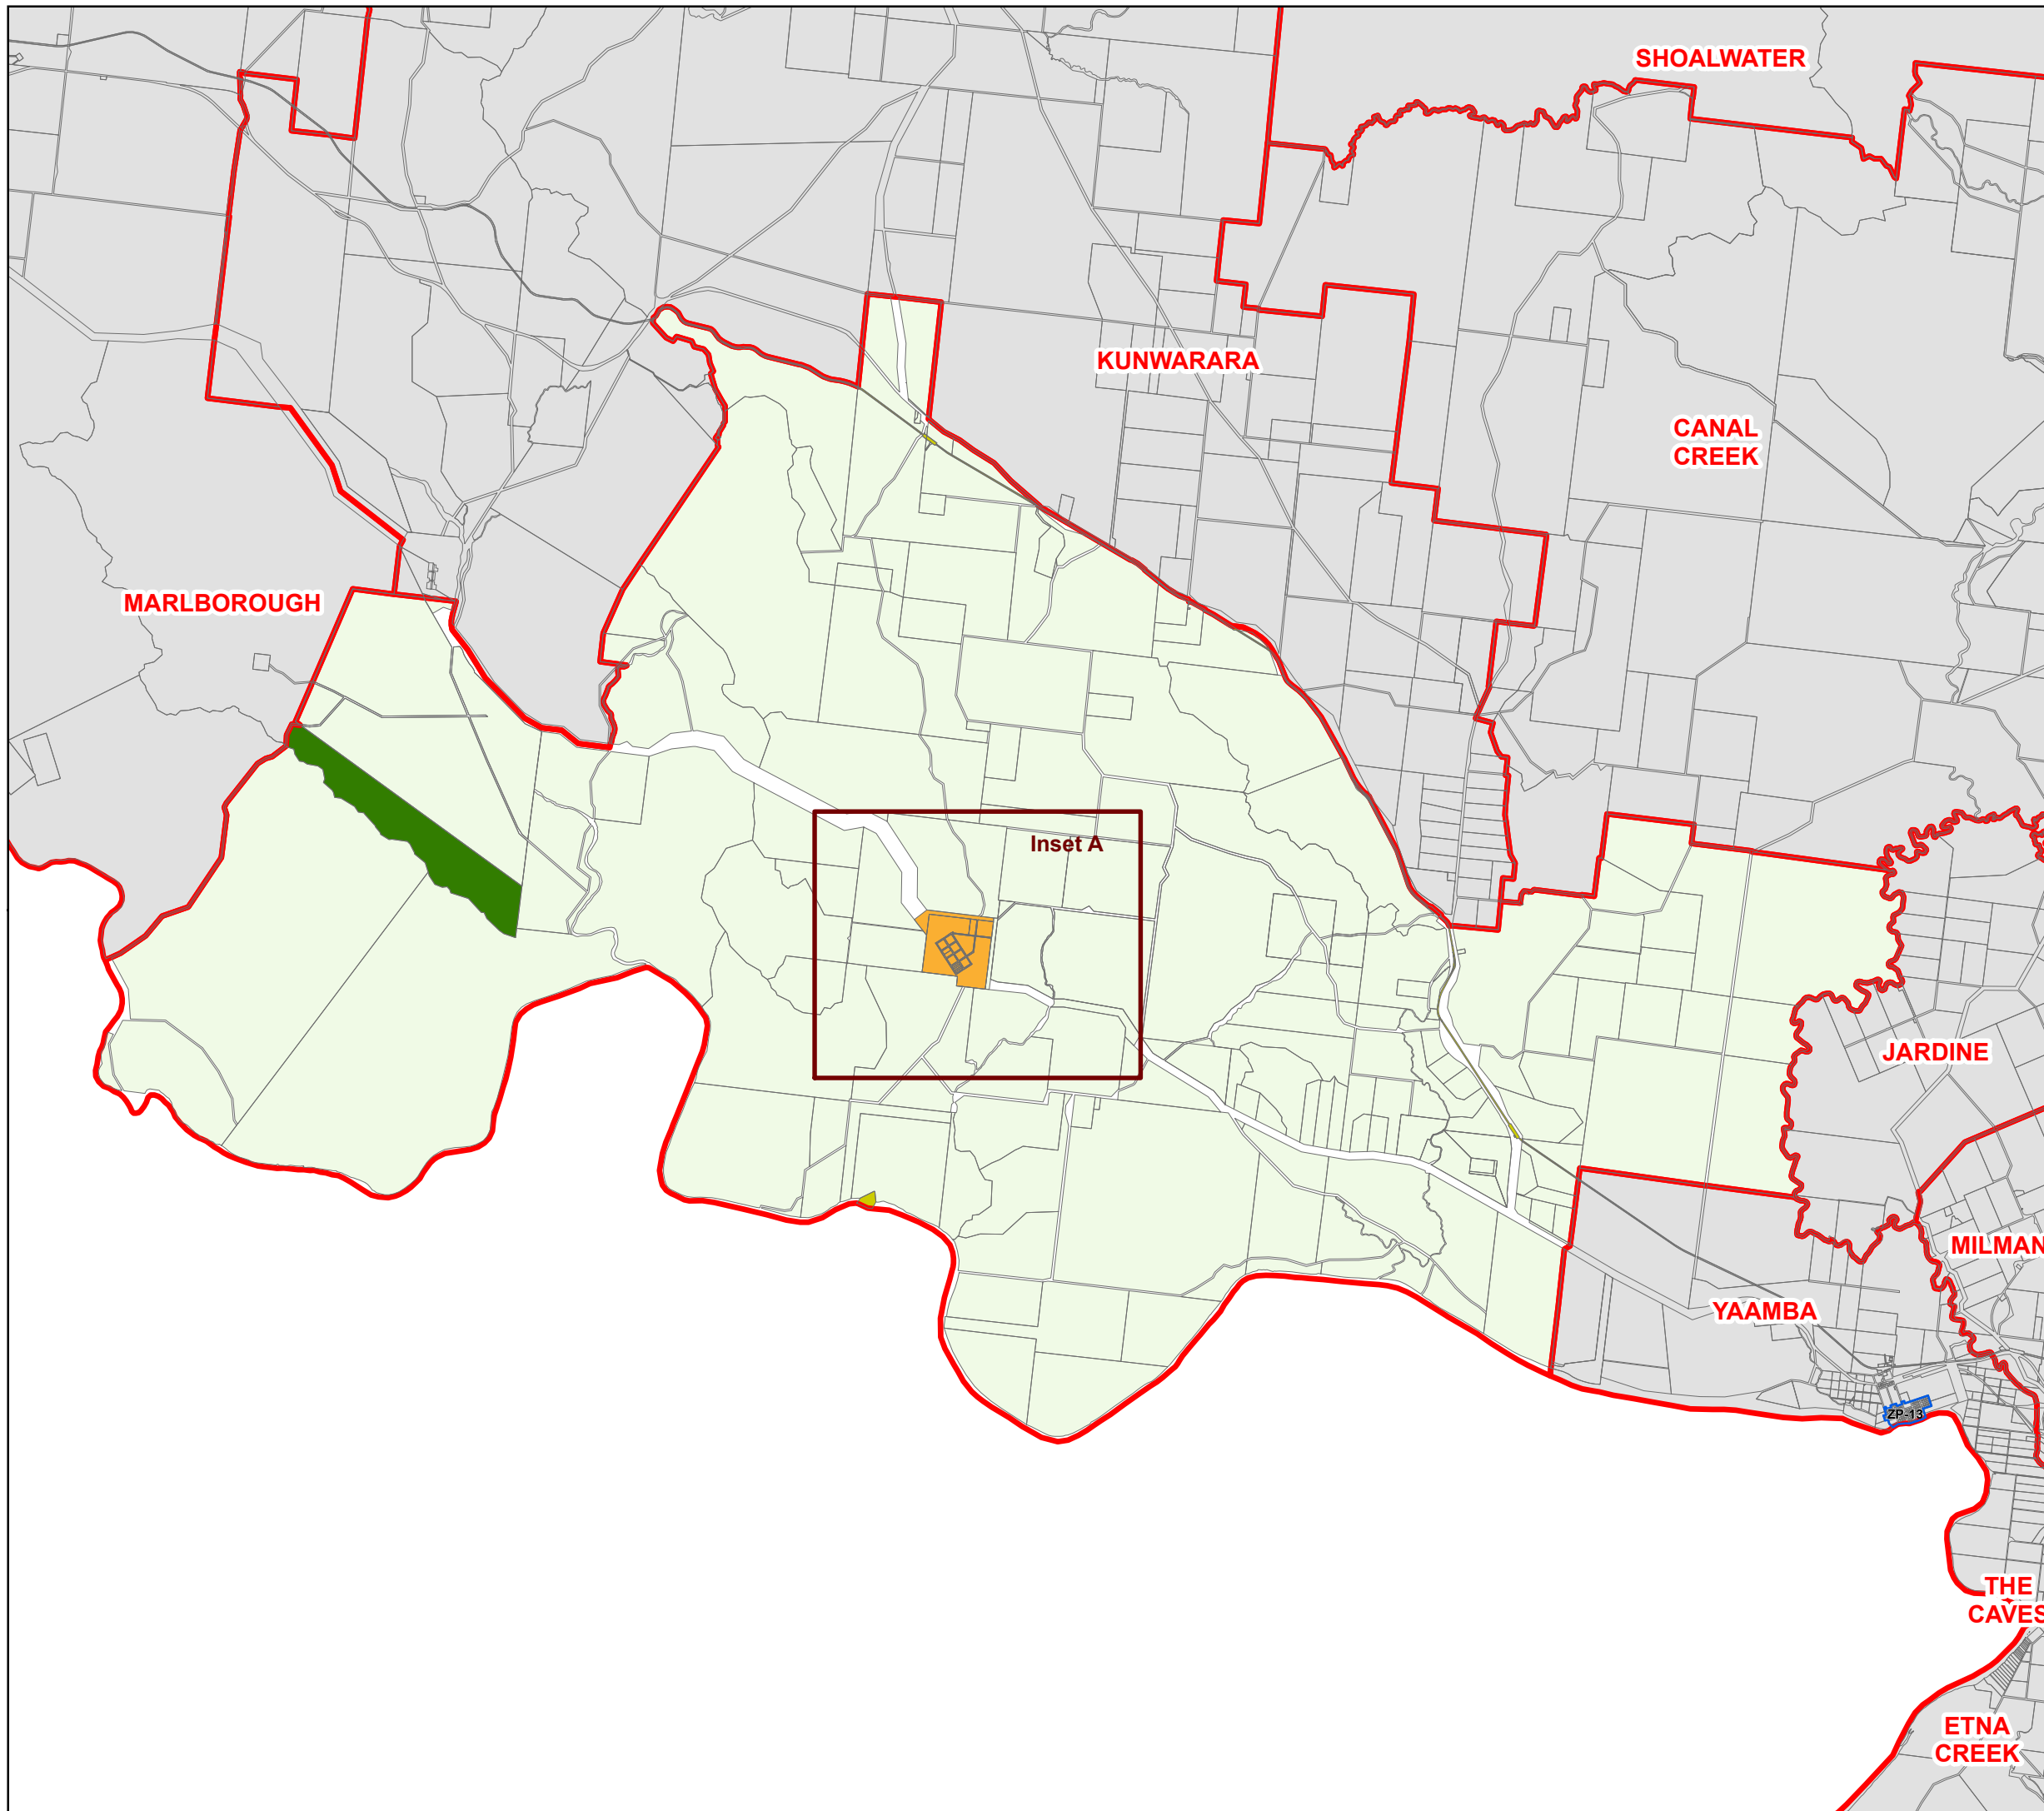 SHOALWATER
KUNWARARA
CANAL
CREEK
MARLBOROUGH
Inset A
JARDINE
MILMAN
YAAMBA
ZP-13
THE
CAVES
ETNA
CREEK